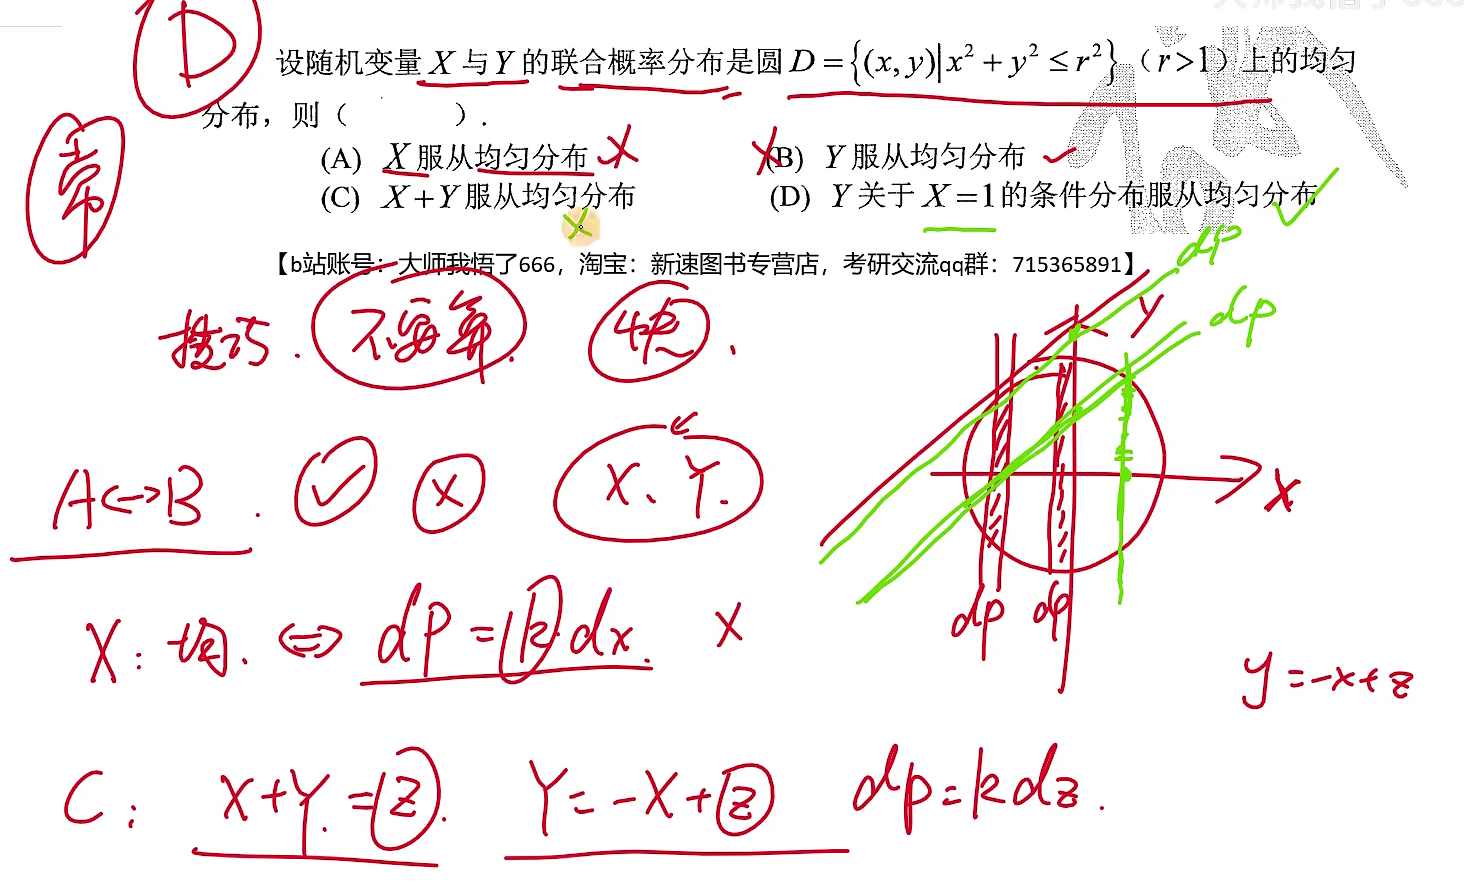 D
设随机变量 X 与 Y 的联合概率分布是圆 D = {(x, y)|x² + y² ≤ r²}（r>1）上的均匀
分布，则（ ）.
常
(A) X 服从均匀分布 ×
(B) Y 服从均匀分布 ✓
(C) X+Y 服从均匀分布 ×
(D) Y 关于 X=1 的条件分布服从均匀分布 ✓
【b站账号：大师我悟了666，淘宝：新速图书专营店，考研交流qq群：715365891】
技巧. 不要算. 快.
dp
dp
Y
A↔B. ✓ × X、Y.
X
dp dp
X: 均. ⇔ dP = k dx. ×
y = -x + z
C: X+Y = z. Y = -X + z dp = k dz.